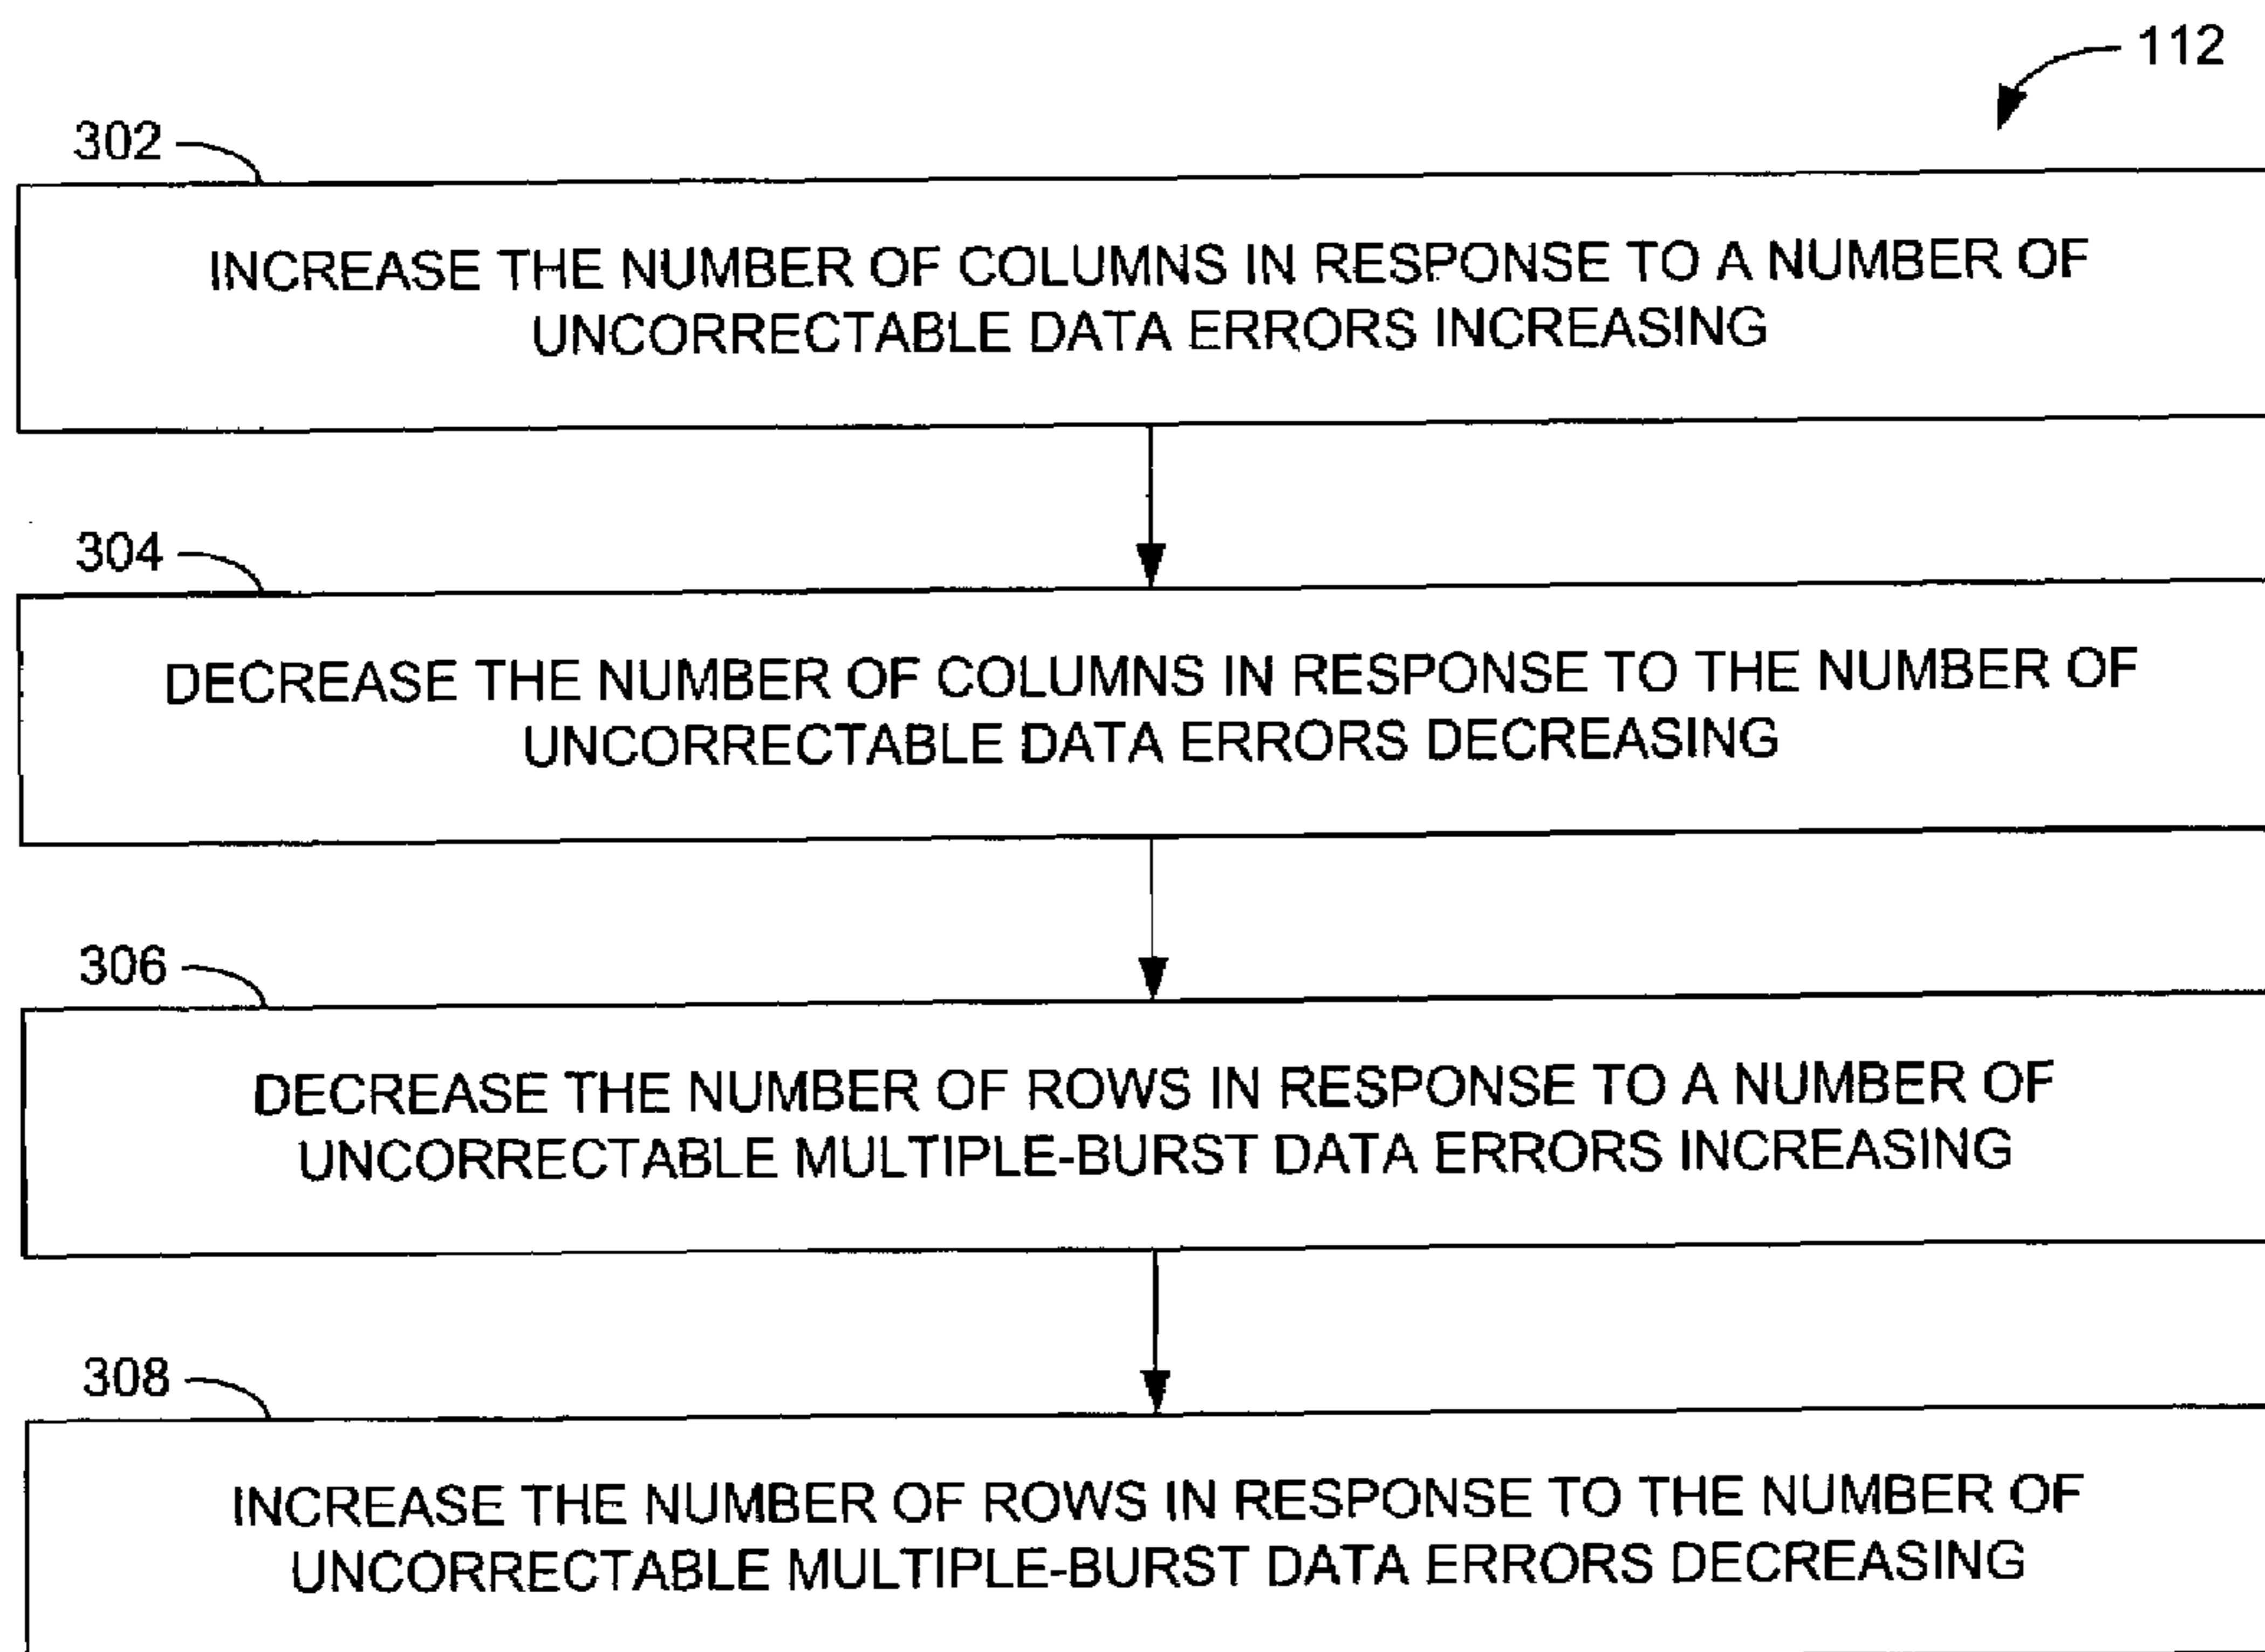 112
302
INCREASE THE NUMBER OF COLUMNS IN RESPONSE TO A NUMBER OF
UNCORRECTABLE DATA ERRORS INCREASING
304
DECREASE THE NUMBER OF COLUMNS IN RESPONSE TO THE NUMBER OF
UNCORRECTABLE DATA ERRORS DECREASING
306
DECREASE THE NUMBER OF ROWS IN RESPONSE TO A NUMBER OF
UNCORRECTABLE MULTIPLE-BURST DATA ERRORS INCREASING
308
INCREASE THE NUMBER OF ROWS IN RESPONSE TO THE NUMBER OF
UNCORRECTABLE MULTIPLE-BURST DATA ERRORS DECREASING